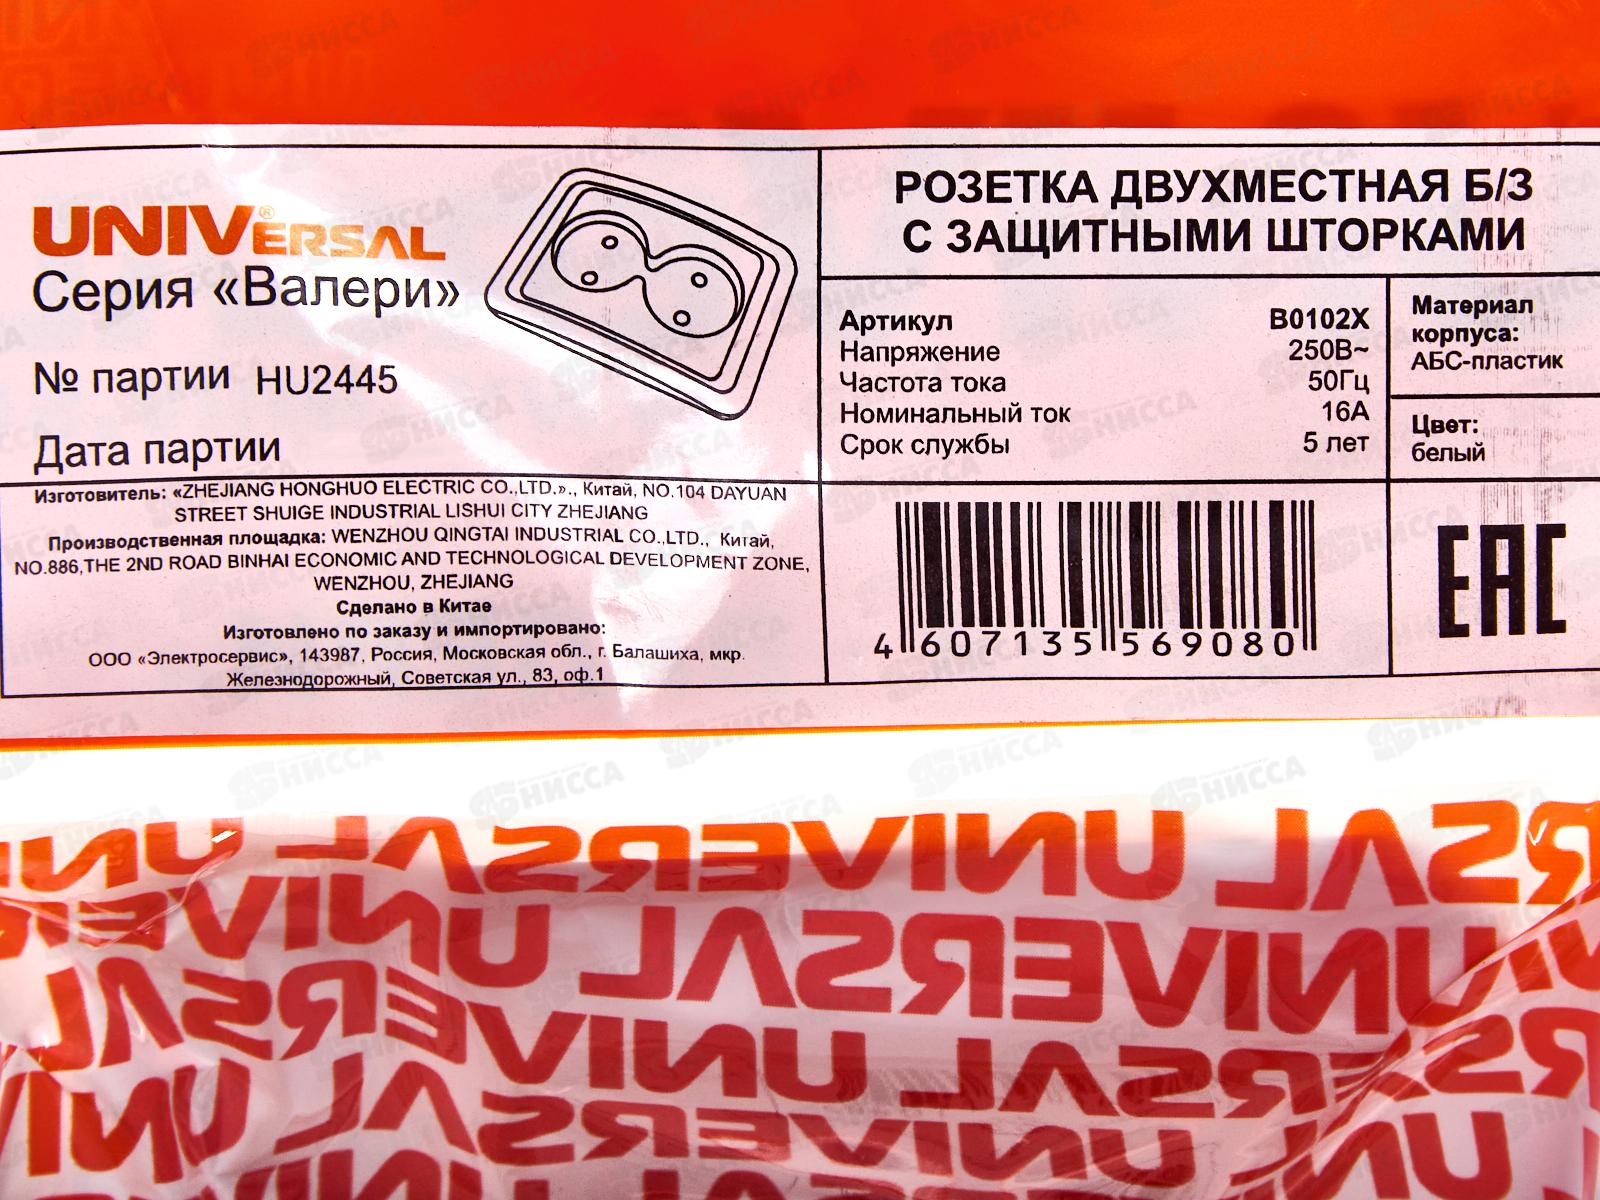 UNIVERSAL®
Серия «Валери»
№ партии HU2445
Дата партии
Изготовитель: «ZHEJIANG HONGHUO ELECTRIC CO.,LTD.»., Китай, NO.104 DAYUAN
STREET SHUIGE INDUSTRIAL LISHUI CITY ZHEJIANG
Производственная площадка: WENZHOU QINGTAI INDUSTRIAL CO.,LTD., Китай,
NO.886,THE 2ND ROAD BINHAI ECONOMIC AND TECHNOLOGICAL DEVELOPMENT ZONE,
WENZHOU, ZHEJIANG
Сделано в Китае
Изготовлено по заказу и импортировано:
ООО «Электросервис», 143987, Россия, Московская обл., г. Балашиха, мкр.
Железнодорожный, Советская ул., 83, оф.1
РОЗЕТКА ДВУХМЕСТНАЯ Б/З
С ЗАЩИТНЫМИ ШТОРКАМИ
Артикул B0102X
Напряжение 250В~
Частота тока 50Гц
Номинальный ток 16А
Срок службы 5 лет
Материал
корпуса:
АБС-пластик
Цвет:
белый
4 607135 569080
EAC
UNIVERSAL UNIVERSAL UN
UNIVERSAL UNIVERSAL
UNIVERSAL UNIVERSAL
UNIVERSAL UNIVERSAL